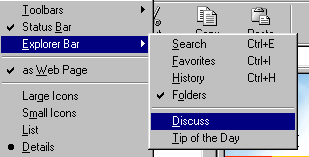 Toolbars
Status Bar
Explorer Bar
as Web Page
Large Icons
Small Icons
List
Details
Copy
Search Ctrl+E
Favorites Ctrl+I
History Ctrl+H
Folders
Discuss
Tip of the Day